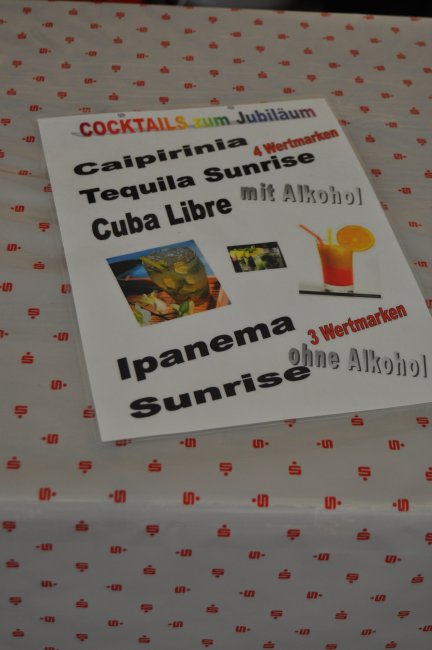 COCKTAILS zum Jubiläum
Caipirinia 4 Wertmarken
Tequila Sunrise
Cuba Libre mit Alkohol
Ipanema 3 Wertmarken
Sunrise ohne Alkohol